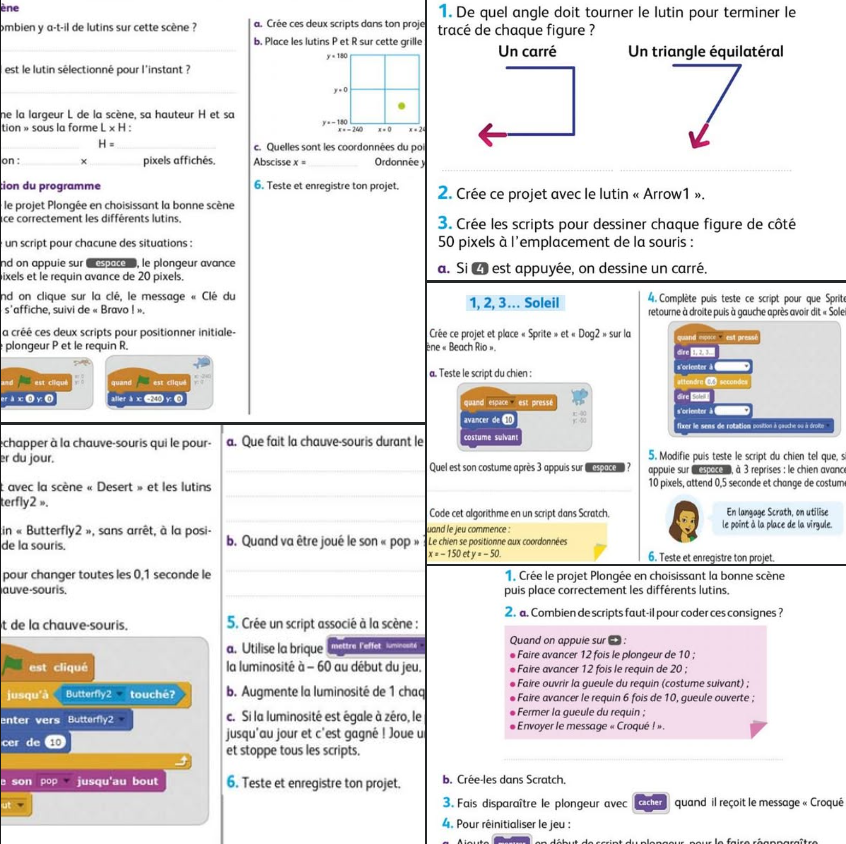 ène
ombien y a-t-il de lutins sur cette scène ?
est le lutin sélectionné pour l'instant ?
ne la largeur L de la scène, sa hauteur H et sa
tion » sous la forme L × H :
H =
on : × pixels affichés.
tion du programme
le projet Plongée en choisissant la bonne scène
ace correctement les différents lutins.
un script pour chacune des situations :
nd on appuie sur espace, le plongeur avance
pixels et le requin avance de 20 pixels.
nd on clique sur la clé, le message « Clé du
s'affiche, suivi de « Bravo ! ».
a créé ces deux scripts pour positionner initiale-
plongeur P et le requin R.
and est cliqué
er à x: 0 y: 0
quand est cliqué
aller à x: -240 y: 0
a. Crée ces deux scripts dans ton proje
b. Place les lutins P et R sur cette grille
y = 180
y = 0
y = – 180
x = – 240 x = 0 x = 24
c. Quelles sont les coordonnées du poi
Abscisse x = Ordonnée y
6. Teste et enregistre ton projet.
1. De quel angle doit tourner le lutin pour terminer le
tracé de chaque figure ?
Un carré Un triangle équilatéral
2. Crée ce projet avec le lutin « Arrow1 ».
3. Crée les scripts pour dessiner chaque figure de côté
50 pixels à l'emplacement de la souris :
a. Si 4 est appuyée, on dessine un carré.
1, 2, 3... Soleil
Crée ce projet et place « Sprite » et « Dog2 » sur la
ène « Beach Rio ».
a. Teste le script du chien :
quand espace est pressé
avancer de 10
costume suivant
Quel est son costume après 3 appuis sur espace ?
Code cet algorithme en un script dans Scratch.
uand le jeu commence :
Le chien se positionne aux coordonnées
x = – 150 et y = – 50.
4. Complète puis teste ce script pour que Sprite
retourne à droite puis à gauche après avoir dit « Solei
quand espace est pressé
dire 1, 2, 3...
s'orienter à
attendre 0.5 secondes
dire Soleil !
s'orienter à
fixer le sens de rotation position à gauche ou à droite
5. Modifie puis teste le script du chien tel que, s
appuie sur espace, à 3 reprises : le chien avance
10 pixels, attend 0,5 seconde et change de costume
En langage Scrath, on utilise
le point à la place de la virgule.
6. Teste et enregistre ton projet.
échapper à la chauve-souris qui le pour-
er du jour.
t avec la scène « Desert » et les lutins
terfly2 ».
in « Butterfly2 », sans arrêt, à la posi-
de la souris.
pour changer toutes les 0,1 seconde le
auve-souris.
t de la chauve-souris.
est cliqué
jusqu'à Butterfly2 touché?
enter vers Butterfly2
cer de 10
e son pop jusqu'au bout
ut
a. Que fait la chauve-souris durant le
b. Quand va être joué le son « pop »
5. Crée un script associé à la scène :
a. Utilise la brique mettre l'effet luminosité
la luminosité à – 60 au début du jeu.
b. Augmente la luminosité de 1 chaq
c. Si la luminosité est égale à zéro, le
jusqu'au jour et c'est gagné ! Joue u
et stoppe tous les scripts.
6. Teste et enregistre ton projet.
1. Crée le projet Plongée en choisissant la bonne scène
puis place correctement les différents lutins.
2. a. Combien de scripts faut-il pour coder ces consignes ?
Quand on appuie sur → :
• Faire avancer 12 fois le plongeur de 10 ;
• Faire avancer 12 fois le requin de 20 ;
• Faire ouvrir la gueule du requin (costume suivant) ;
• Faire avancer le requin 6 fois de 10, gueule ouverte ;
• Fermer la gueule du requin ;
• Envoyer le message « Croqué ! ».
b. Crée-les dans Scratch.
3. Fais disparaître le plongeur avec cacher quand il reçoit le message « Croqué
4. Pour réinitialiser le jeu :
a. Ajoute en début de script du plongeur pour le faire réapparaître